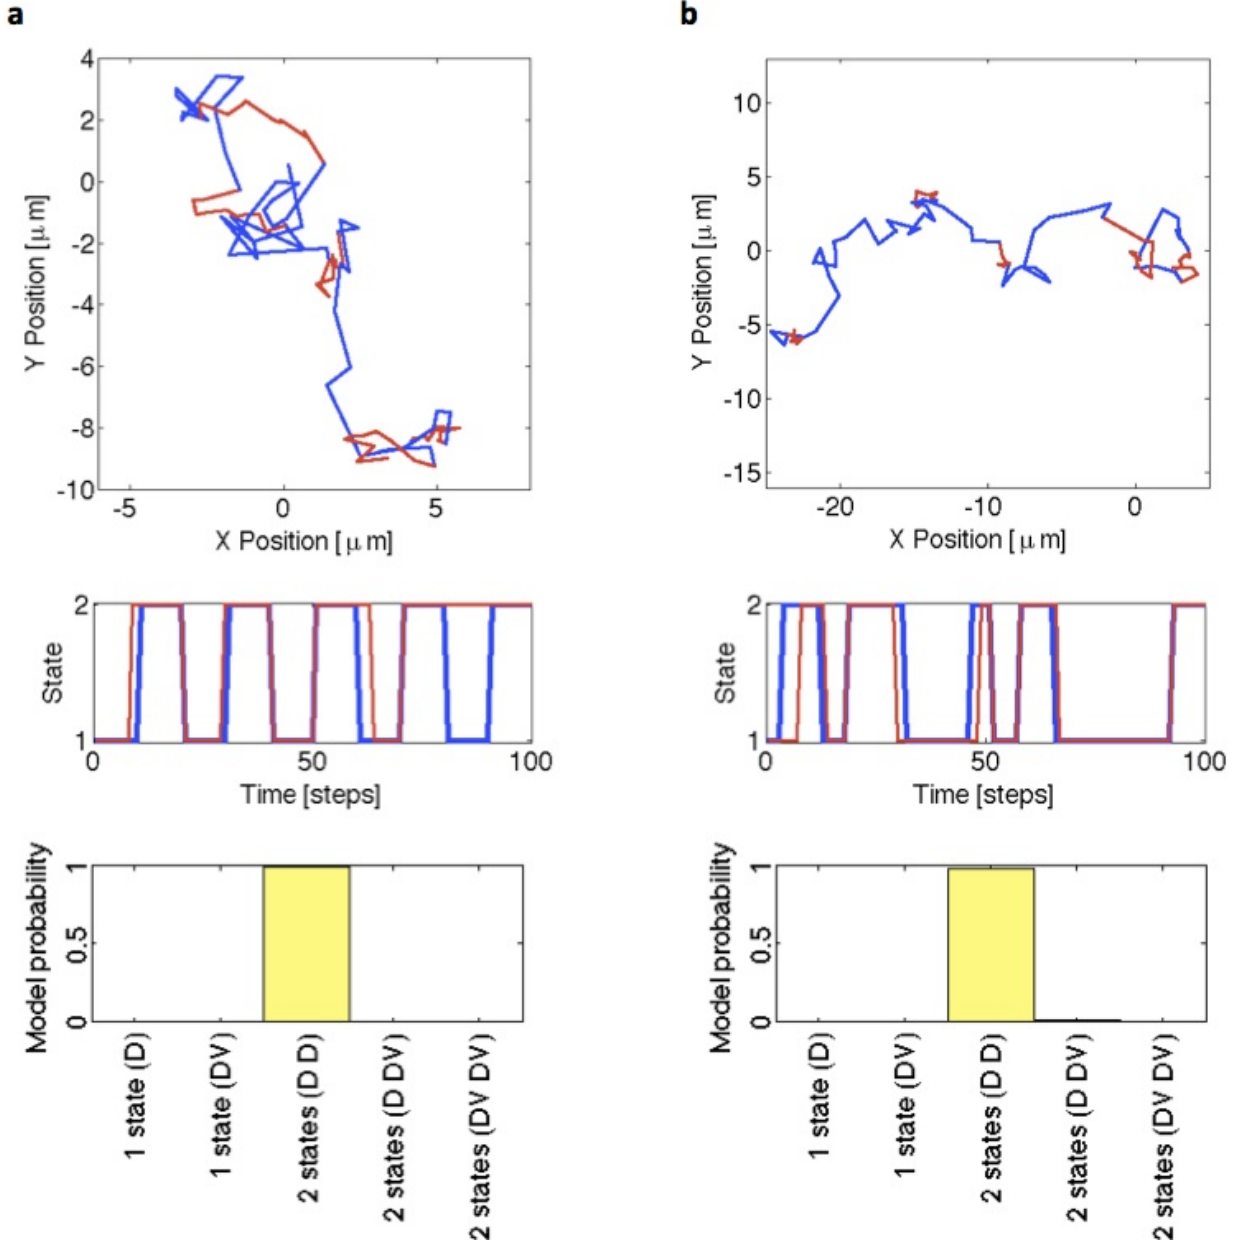 a
b
4
2
0
-2
-4
-6
-8
-10
Y Position [μ m]
-5
0
5
X Position [μ m]
10
5
0
-5
-10
-15
Y Position [μ m]
-20
-10
0
X Position [μ m]
2
1
State
0
50
100
Time [steps]
2
1
State
0
50
100
Time [steps]
1
0.5
0
Model probability
1 state (D)
1 state (DV)
2 states (D D)
2 states (D DV)
2 states (DV DV)
1
0.5
0
Model probability
1 state (D)
1 state (DV)
2 states (D D)
2 states (D DV)
2 states (DV DV)